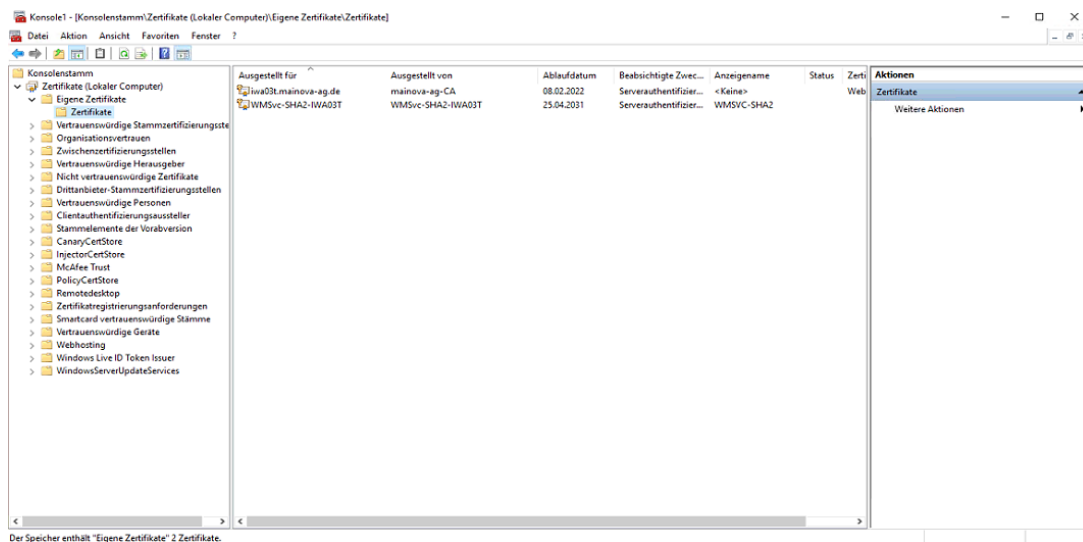 Konsole1 - [Konsolenstamm\Zertifikate (Lokaler Computer)\Eigene Zertifikate\Zertifikate]
Datei Aktion Ansicht Favoriten Fenster ?
Konsolenstamm
Zertifikate (Lokaler Computer)
Eigene Zertifikate
Zertifikate
Vertrauenswürdige Stammzertifizierungsste
Organisationsvertrauen
Zwischenzertifizierungsstellen
Vertrauenswürdige Herausgeber
Nicht vertrauenswürdige Zertifikate
Drittanbieter-Stammzertifizierungsstellen
Vertrauenswürdige Personen
Clientauthentifizierungsaussteller
Stammelemente der Vorabversion
CanaryCertStore
InjectorCertStore
McAfee Trust
PolicyCertStore
Remotedesktop
Zertifikatregistrierungsanforderungen
Smartcard vertrauenswürdige Stämme
Vertrauenswürdige Geräte
Webhosting
Windows Live ID Token Issuer
WindowsServerUpdateServices
Ausgestellt für Ausgestellt von Ablaufdatum Beabsichtigte Zwec... Anzeigename Status Zerti
iwa03t.mainova-ag.de mainova-ag-CA 08.02.2022 Serverauthentifizier... <Keine> Web
WMSvc-SHA2-IWA03T WMSvc-SHA2-IWA03T 25.04.2031 Serverauthentifizier... WMSVC-SHA2
Aktionen
Zertifikate
Weitere Aktionen
Der Speicher enthält "Eigene Zertifikate" 2 Zertifikate.